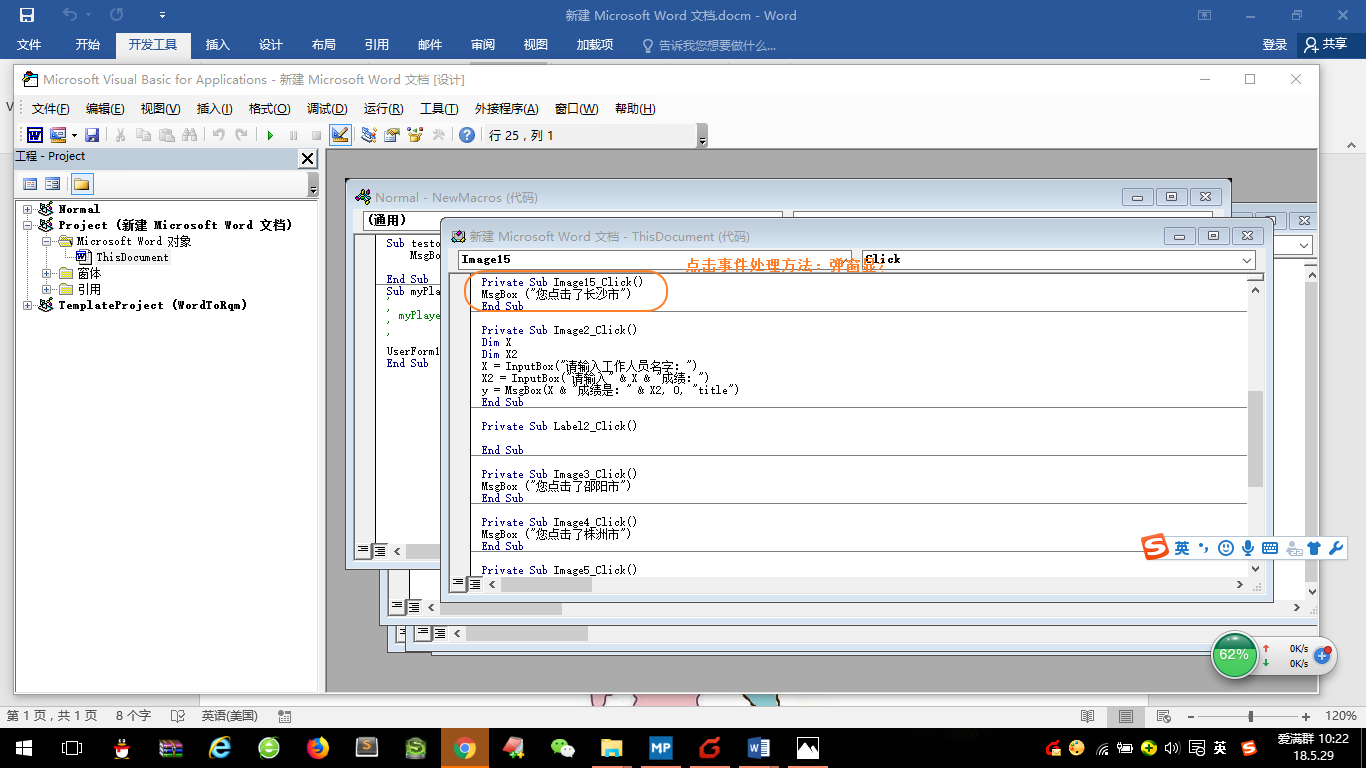 新建 Microsoft Word 文档.docm - Word
文件 开始 开发工具 插入 设计 布局 引用 邮件 审阅 视图 加载项 告诉我您想要做什么... 登录 共享
Microsoft Visual Basic for Applications - 新建 Microsoft Word 文档 [设计]
文件(F) 编辑(E) 视图(V) 插入(I) 格式(O) 调试(D) 运行(R) 工具(T) 外接程序(A) 窗口(W) 帮助(H)
行 25 , 列 1
工程 - Project
Normal
Project (新建 Microsoft Word 文档)
Microsoft Word 对象
ThisDocument
窗体
引用
TemplateProject (WordToRqm)
Normal - NewMacros (代码)
(通用)
Sub testo
MsgBo
End Sub
Sub myPla
'
' myPlaye
'
UserForm1
End Sub
新建 Microsoft Word 文档 - ThisDocument (代码)
Image15
Click
点击事件处理方法：弹窗显
Private Sub Image15_Click()
MsgBox ("您点击了长沙市")
End Sub
Private Sub Image2_Click()
Dim X
Dim X2
X = InputBox("请输入工作人员名字：")
X2 = InputBox("请输入" & X & "成绩：")
y = MsgBox(X & "成绩是：" & X2, 0, "title")
End Sub
Private Sub Label2_Click()
End Sub
Private Sub Image3_Click()
MsgBox ("您点击了邵阳市")
End Sub
Private Sub Image4_Click()
MsgBox ("您点击了株洲市")
End Sub
Private Sub Image5_Click()
英
62%
0K/s
0K/s
第 1 页 , 共 1 页 8 个字 英语(美国) 120%
MP
英
爱满群 10:22
18.5.29